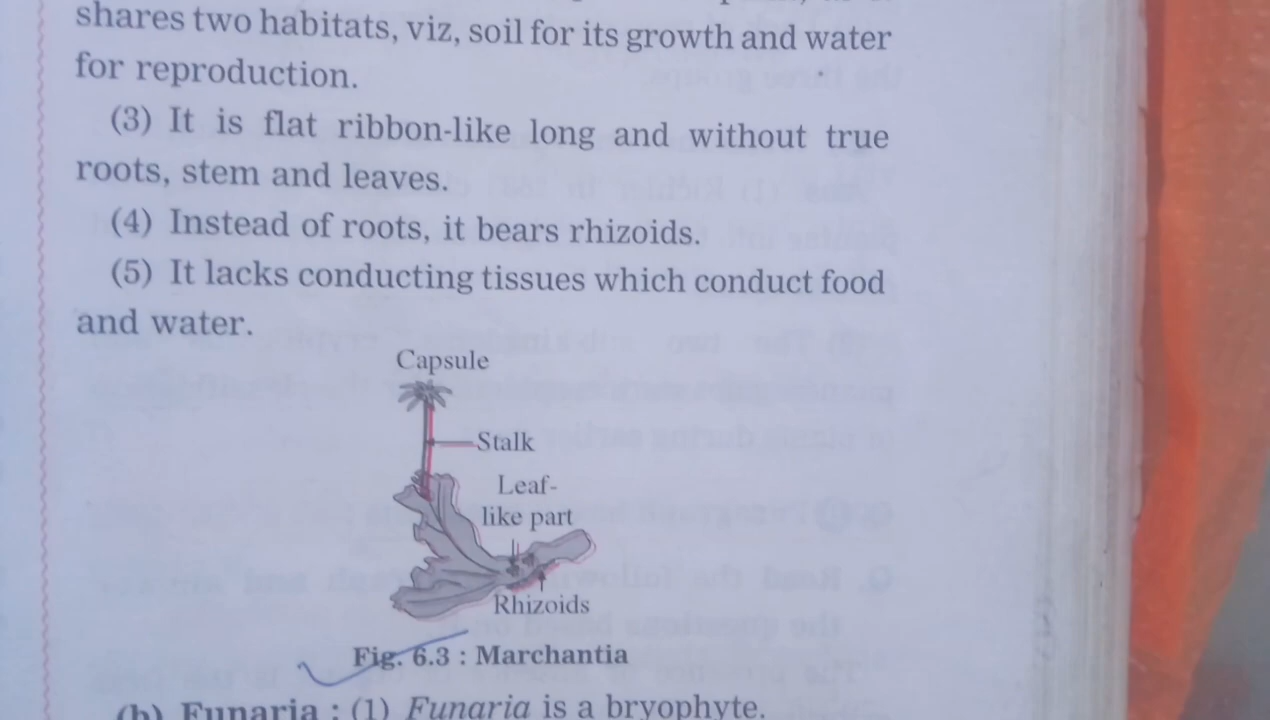 shares two habitats, viz, soil for its growth and water
for reproduction.
(3) It is flat ribbon-like long and without true
roots, stem and leaves.
(4) Instead of roots, it bears rhizoids.
(5) It lacks conducting tissues which conduct food
and water.
Capsule
Stalk
Leaf-
like part
Rhizoids
Fig. 6.3 : Marchantia
(b) Funaria : (1) Funaria is a bryophyte.